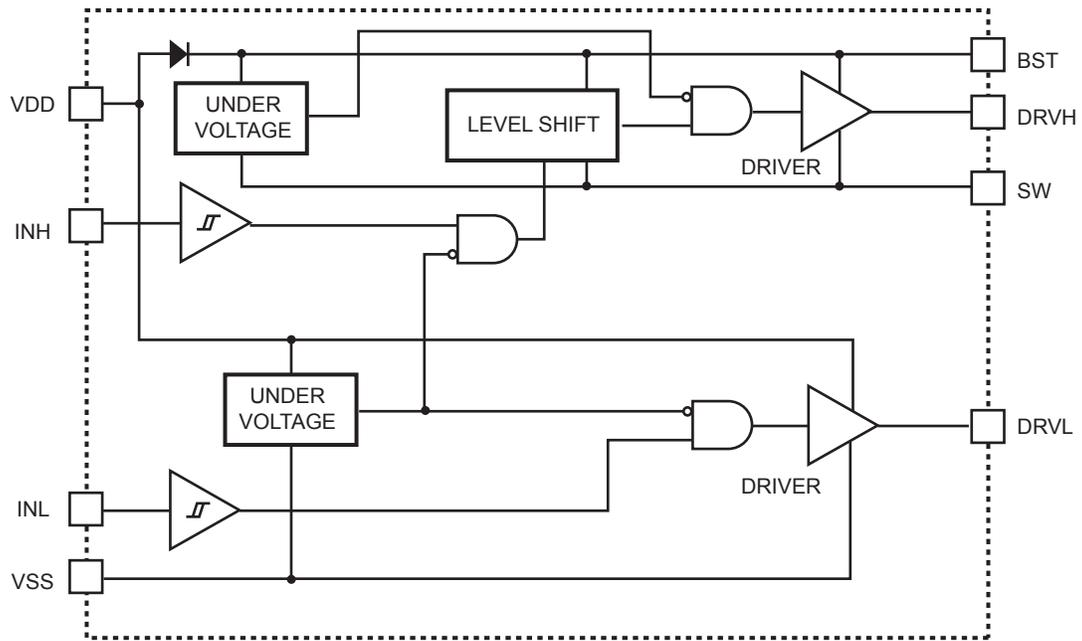 BST
VDD
UNDER
VOLTAGE
LEVEL SHIFT
DRVH
DRIVER
SW
INH
UNDER
VOLTAGE
DRVL
DRIVER
INL
VSS